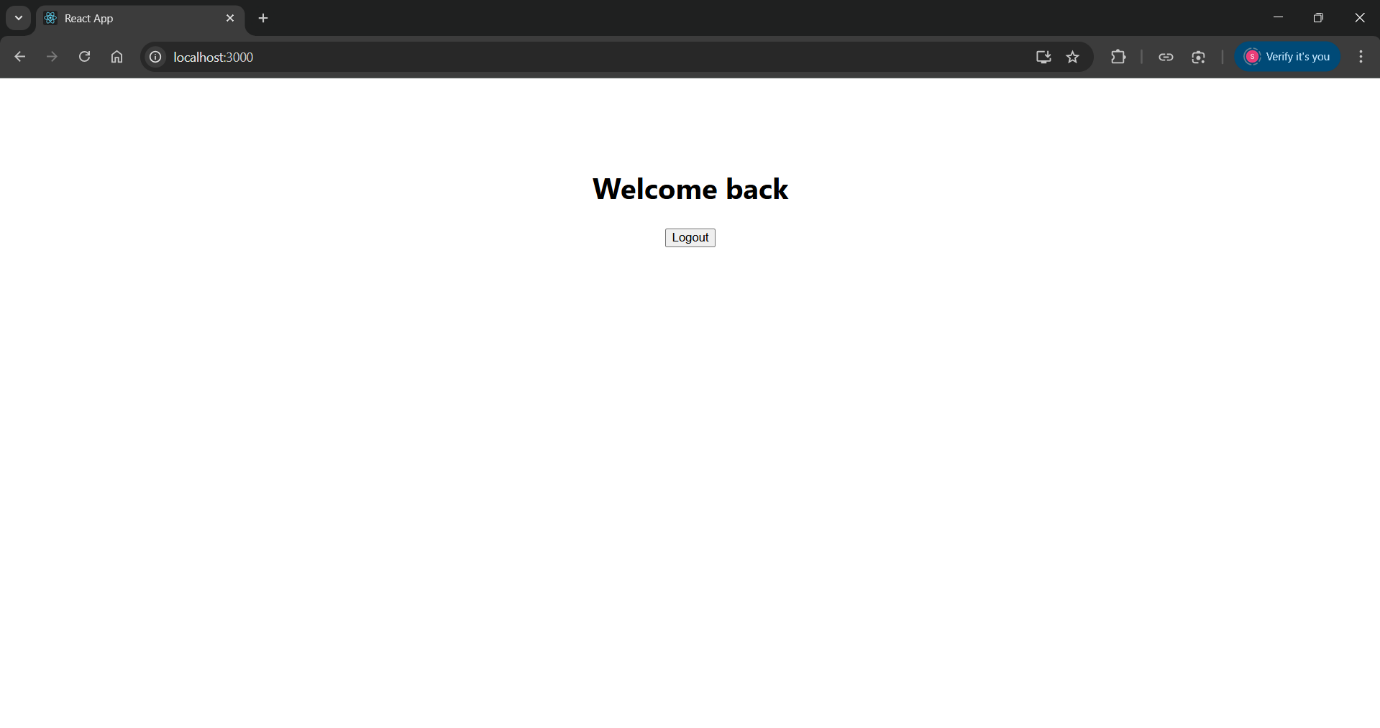 React App
localhost:3000
S Verify it's you
Welcome back
Logout